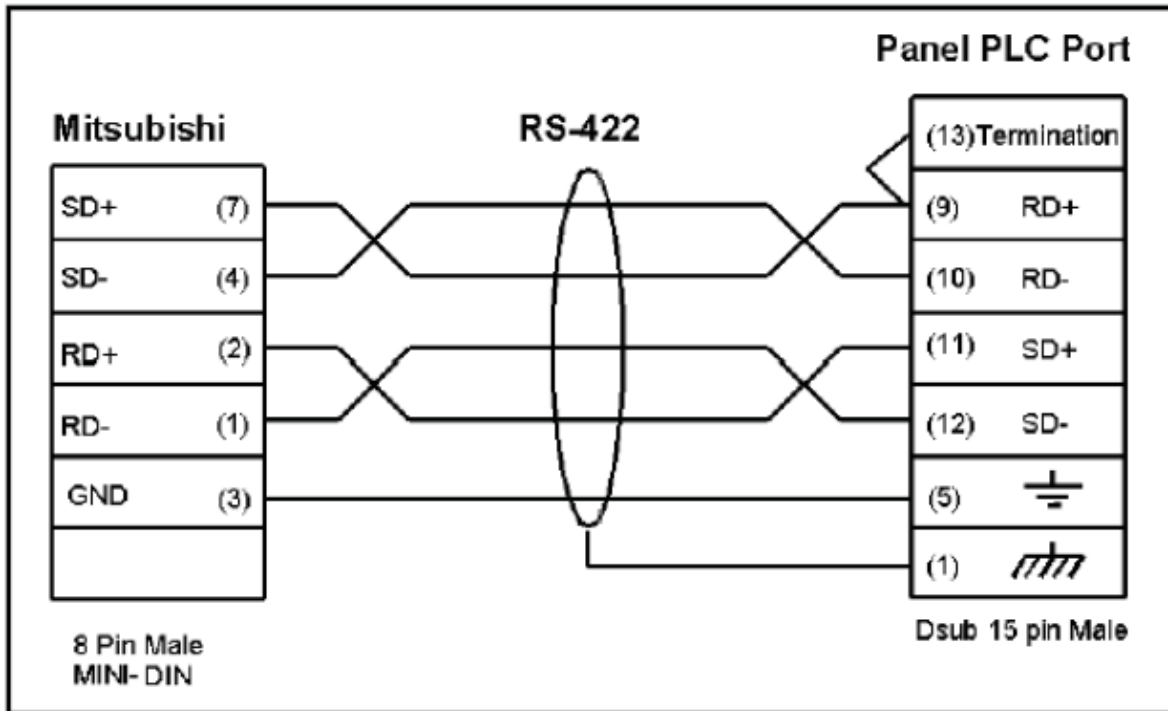 Panel PLC Port
Mitsubishi
RS-422
SD+ (7)
SD- (4)
RD+ (2)
RD- (1)
GND (3)
8 Pin Male
MINI- DIN
(13) Termination
(9) RD+
(10) RD-
(11) SD+
(12) SD-
(5)
(1)
Dsub 15 pin Male